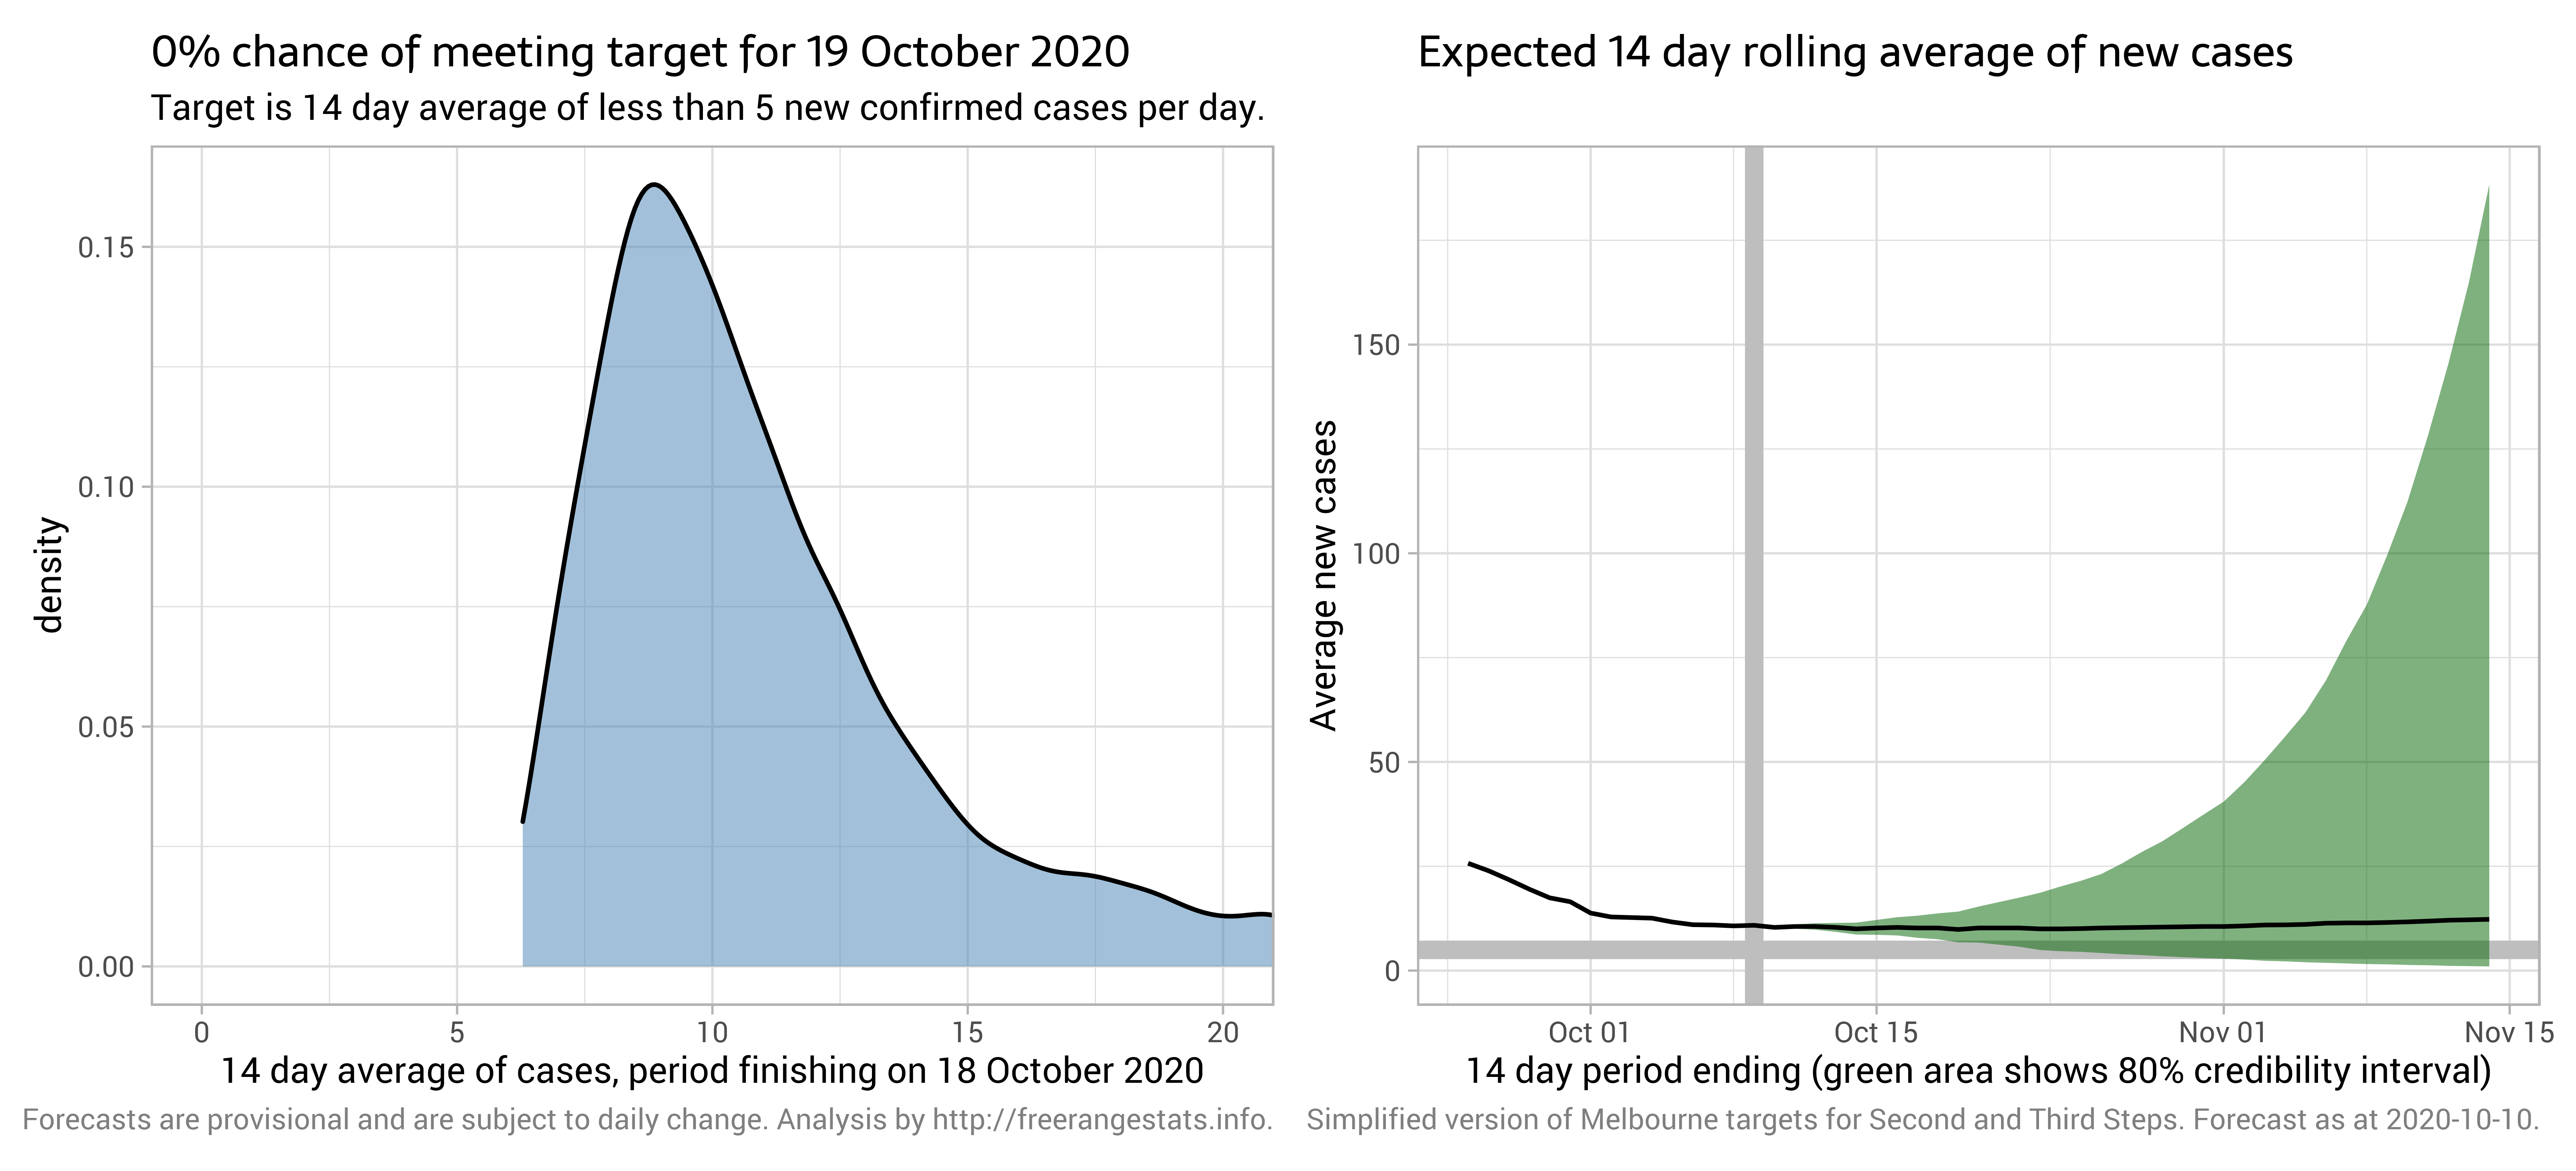 0% chance of meeting target for 19 October 2020
Target is 14 day average of less than 5 new confirmed cases per day.
density
0.15
0.10
0.05
0.00
0
5
10
15
20
14 day average of cases, period finishing on 18 October 2020
Forecasts are provisional and are subject to daily change. Analysis by http://freerangestats.info.
Expected 14 day rolling average of new cases
Average new cases
150
100
50
0
Oct 01
Oct 15
Nov 01
Nov 15
14 day period ending (green area shows 80% credibility interval)
Simplified version of Melbourne targets for Second and Third Steps. Forecast as at 2020-10-10.